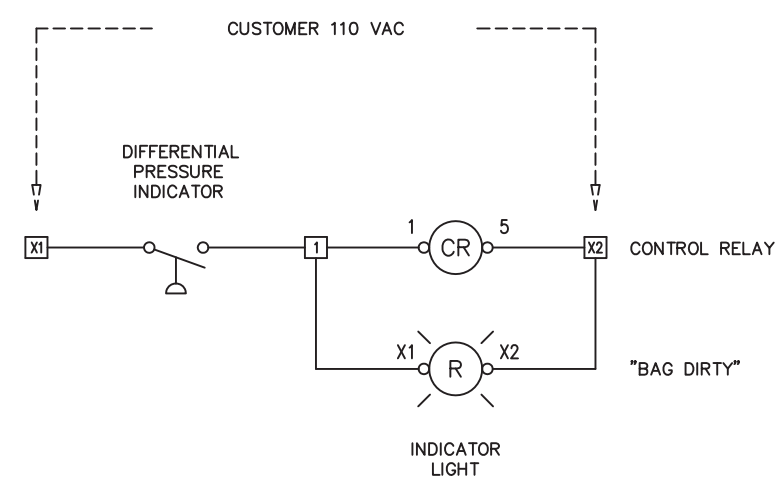 CUSTOMER 110 VAC
DIFFERENTIAL
PRESSURE
INDICATOR
X1
1
1
CR
5
X2
CONTROL RELAY
X1
R
X2
"BAG DIRTY"
INDICATOR
LIGHT